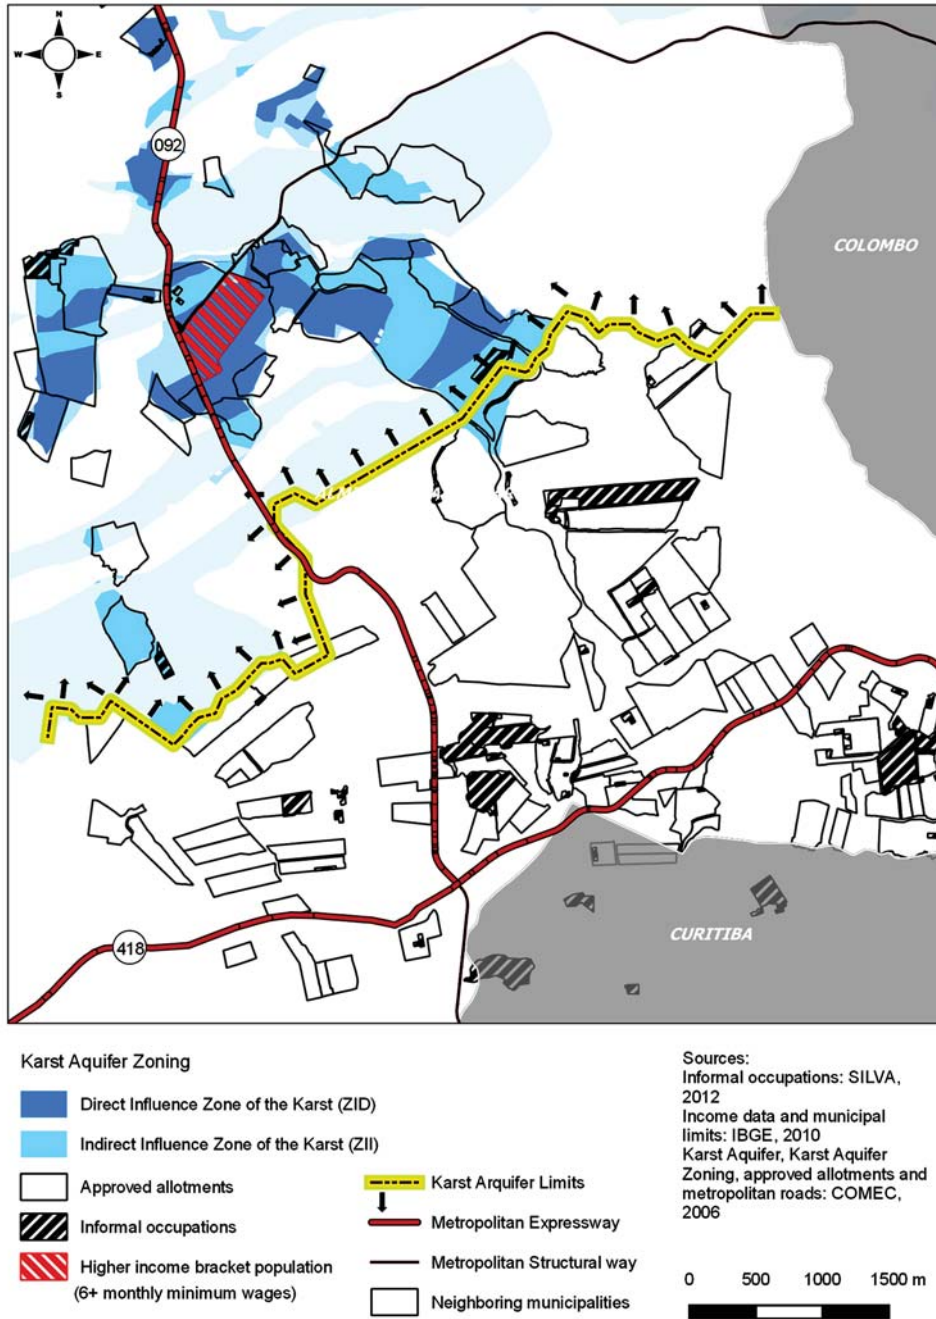 N
W
E
S
092
COLOMBO
418
CURITIBA
Karst Aquifer Zoning
Direct Influence Zone of the Karst (ZID)
Indirect Influence Zone of the Karst (ZII)
Approved allotments
Informal occupations
Higher income bracket population
(6+ monthly minimum wages)
Karst Arquifer Limits
Metropolitan Expressway
Metropolitan Structural way
Neighboring municipalities
Sources:
Informal occupations: SILVA,
2012
Income data and municipal
limits: IBGE, 2010
Karst Aquifer, Karst Aquifer
Zoning, approved allotments and
metropolitan roads: COMEC,
2006
0 500 1000 1500 m